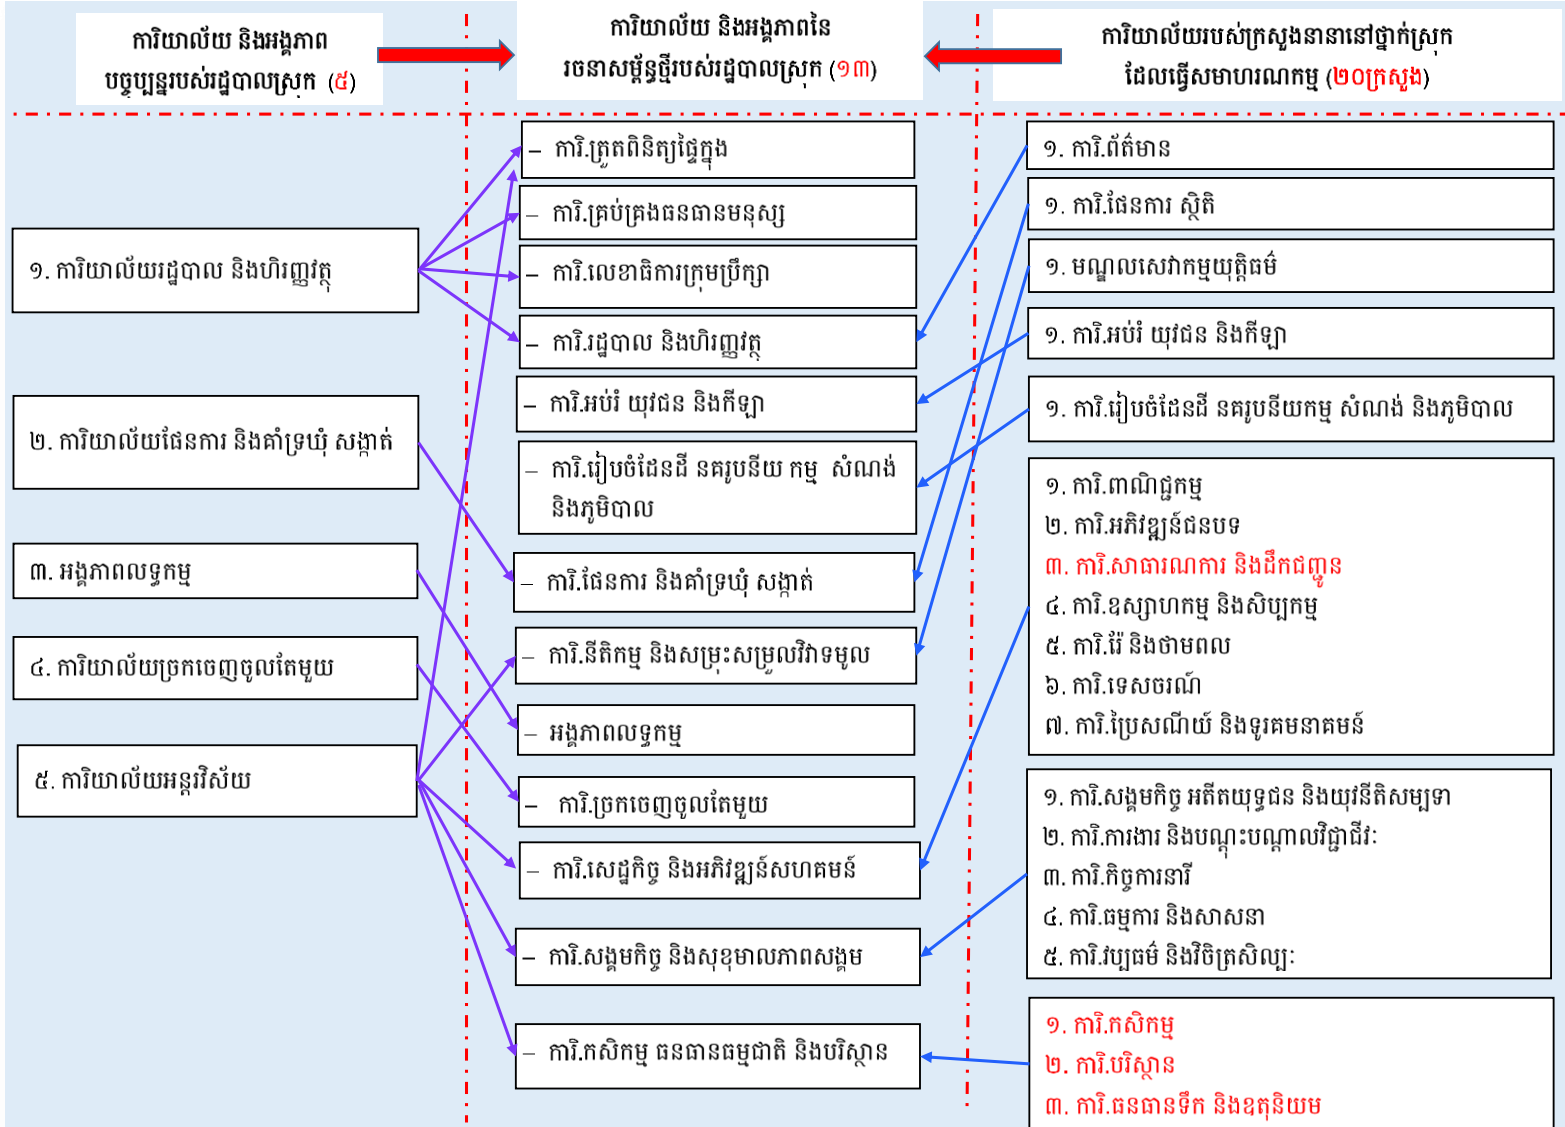 ការិយាល័យ និងអង្គភាព
បច្ចុប្បន្នរបស់រដ្ឋបាលស្រុក (៥)
ការិយាល័យ និងអង្គភាពនៃ
រចនាសម្ព័ន្ធថ្មីរបស់រដ្ឋបាលស្រុក (១៣)
ការិយាល័យរបស់ក្រសួងនានានៅថ្នាក់ស្រុក
ដែលធ្វើសមាហរណកម្ម (២០ក្រសួង)
១. ការិយាល័យរដ្ឋបាល និងហិរញ្ញវត្ថុ
២. ការិយាល័យផែនការ និងគាំទ្រឃុំ សង្កាត់
៣. អង្គភាពលទ្ធកម្ម
៤. ការិយាល័យច្រកចេញចូលតែមួយ
៥. ការិយាល័យអន្តរវិស័យ
– ការិ.ត្រួតពិនិត្យផ្ទៃក្នុង
– ការិ.គ្រប់គ្រងធនធានមនុស្ស
– ការិ.លេខាធិការក្រុមប្រឹក្សា
– ការិ.រដ្ឋបាល និងហិរញ្ញវត្ថុ
– ការិ.អប់រំ យុវជន និងកីឡា
– ការិ.រៀបចំដែនដី នគរូបនីយ កម្ម សំណង់
និងភូមិបាល
– ការិ.ផែនការ និងគាំទ្រឃុំ សង្កាត់
– ការិ.នីតិកម្ម និងសម្រុះសម្រួលវិវាទមូល
– អង្គភាពលទ្ធកម្ម
– ការិ.ច្រកចេញចូលតែមួយ
– ការិ.សេដ្ឋកិច្ច និងអភិវឌ្ឍន៍សហគមន៍
– ការិ.សង្គមកិច្ច និងសុខុមាលភាពសង្គម
– ការិ.កសិកម្ម ធនធានធម្មជាតិ និងបរិស្ថាន
១. ការិ.ព័ត៌មាន
១. ការិ.ផែនការ ស្ថិតិ
១. មណ្ឌលសេវាកម្មយុត្តិធម៌
១. ការិ.អប់រំ យុវជន និងកីឡា
១. ការិ.រៀបចំដែនដី នគរូបនីយកម្ម សំណង់ និងភូមិបាល
១. ការិ.ពាណិជ្ជកម្ម
២. ការិ.អភិវឌ្ឍន៍ជនបទ
៣. ការិ.សាធារណការ និងដឹកជញ្ជូន
៤. ការិ.ឧស្សាហកម្ម និងសិប្បកម្ម
៥. ការិ.រ៉ែ និងថាមពល
៦. ការិ.ទេសចរណ៍
៧. ការិ.ប្រៃសណីយ៍ និងទូរគមនាគមន៍
១. ការិ.សង្គមកិច្ច អតីតយុទ្ធជន និងយុវនីតិសម្បទា
២. ការិ.ការងារ និងបណ្តុះបណ្តាលវិជ្ជាជីវៈ
៣. ការិ.កិច្ចការនារី
៤. ការិ.ធម្មការ និងសាសនា
៥. ការិ.វប្បធម៌ និងវិចិត្រសិល្បៈ
១. ការិ.កសិកម្ម
២. ការិ.បរិស្ថាន
៣. ការិ.ធនធានទឹក និងឧតុនិយម